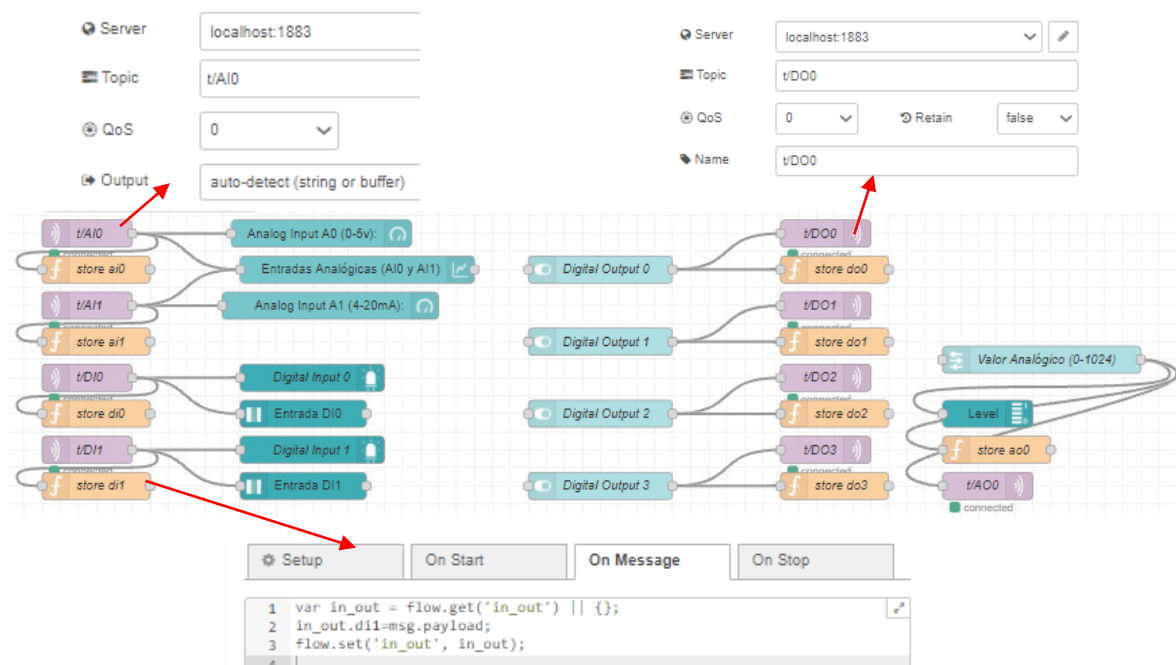 Server
localhost:1883
Topic
t/AI0
QoS
0
Output
auto-detect (string or buffer)
Server
localhost:1883
Topic
t/DO0
QoS
0
Retain
false
Name
t/DO0
t/AI0
connected
store ai0
t/AI1
connected
store ai1
t/DI0
connected
store di0
t/DI1
connected
store di1
Analog Input A0 (0-5v):
Entradas Analógicas (AI0 y AI1)
Analog Input A1 (4-20mA):
Digital Input 0
Entrada DI0
Digital Input 1
Entrada DI1
Digital Output 0
Digital Output 1
Digital Output 2
Digital Output 3
t/DO0
connected
store do0
t/DO1
connected
store do1
t/DO2
connected
store do2
t/DO3
connected
store do3
Valor Analógico (0-1024)
Level
store ao0
t/AO0
connected
Setup
On Start
On Message
On Stop
1 var in_out = flow.get('in_out') || {};
2 in_out.di1=msg.payload;
3 flow.set('in_out', in_out);
4